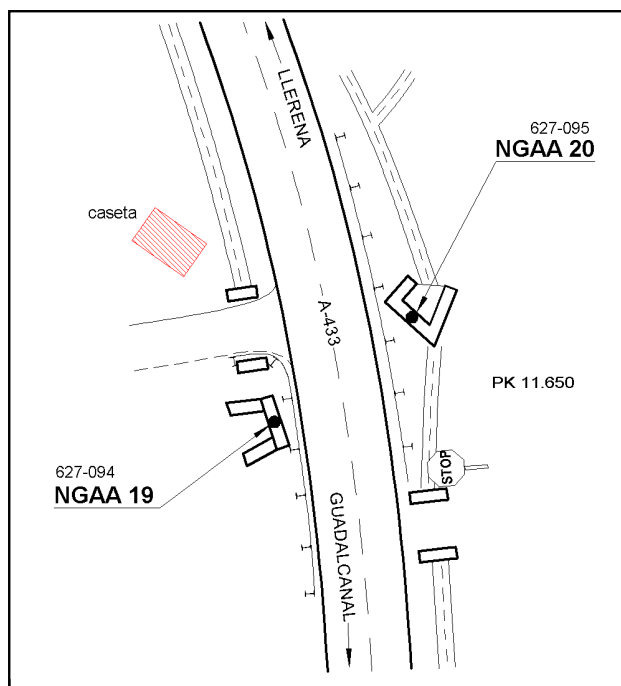 LLERENA
627-095
NGAA 20
caseta
A-433
PK 11.650
STOP
627-094
NGAA 19
GUADALCANAL